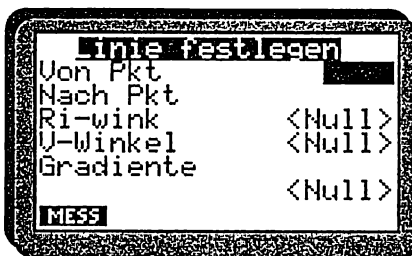 Linie festlegen
Von Pkt
Nach Pkt
Ri-wink <Null>
V-Winkel <Null>
Gradiente
<Null>
MESS